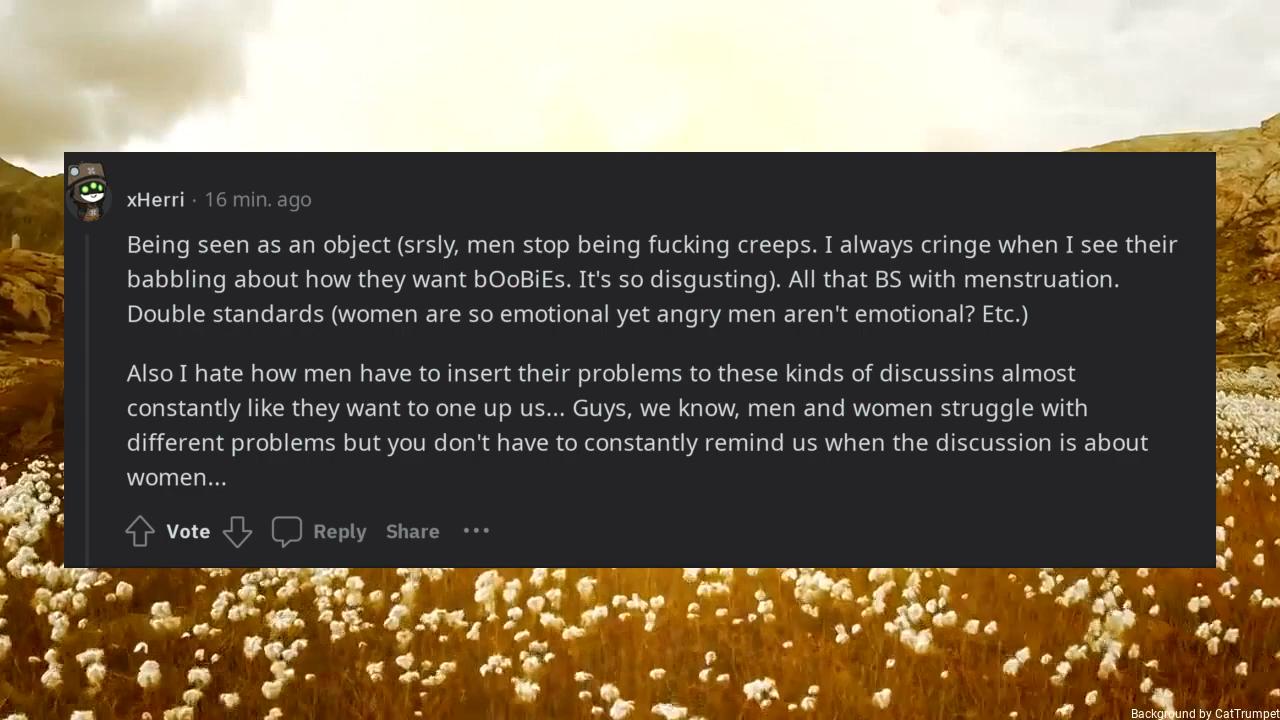 xHerri · 16 min. ago
Being seen as an object (srsly, men stop being fucking creeps. I always cringe when I see their
babbling about how they want bOoBiEs. It's so disgusting). All that BS with menstruation.
Double standards (women are so emotional yet angry men aren't emotional? Etc.)
Also I hate how men have to insert their problems to these kinds of discussins almost
constantly like they want to one up us... Guys, we know, men and women struggle with
different problems but you don't have to constantly remind us when the discussion is about
women...
Vote Reply Share ···
Background by CatTrumpet